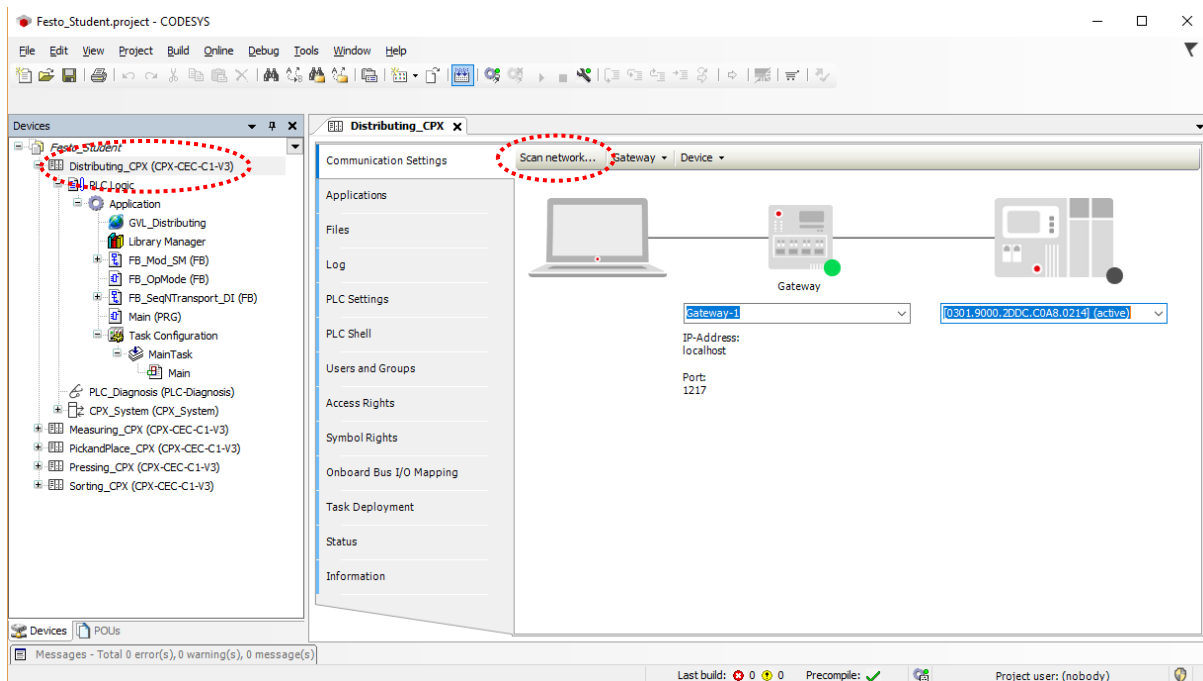 Festo_Student.project - CODESYS
File Edit View Project Build Online Debug Tools Window Help
Devices
Festo_Student
Distributing_CPX (CPX-CEC-C1-V3)
PLC Logic
Application
GVL_Distributing
Library Manager
FB_Mod_SM (FB)
FB_OpMode (FB)
FB_SeqNTransport_DI (FB)
Main (PRG)
Task Configuration
MainTask
Main
PLC_Diagnosis (PLC-Diagnosis)
CPX_System (CPX_System)
Measuring_CPX (CPX-CEC-C1-V3)
PickandPlace_CPX (CPX-CEC-C1-V3)
Pressing_CPX (CPX-CEC-C1-V3)
Sorting_CPX (CPX-CEC-C1-V3)
Devices POUs
Distributing_CPX X
Communication Settings
Applications
Files
Log
PLC Settings
PLC Shell
Users and Groups
Access Rights
Symbol Rights
Onboard Bus I/O Mapping
Task Deployment
Status
Information
Scan network... Gateway Device
Gateway
Gateway-1
[0301.9000.2DDC.C0A8.0214] (active)
IP-Address:
localhost
Port:
1217
Messages - Total 0 error(s), 0 warning(s), 0 message(s)
Last build: 0 0 Precompile: Project user: (nobody)